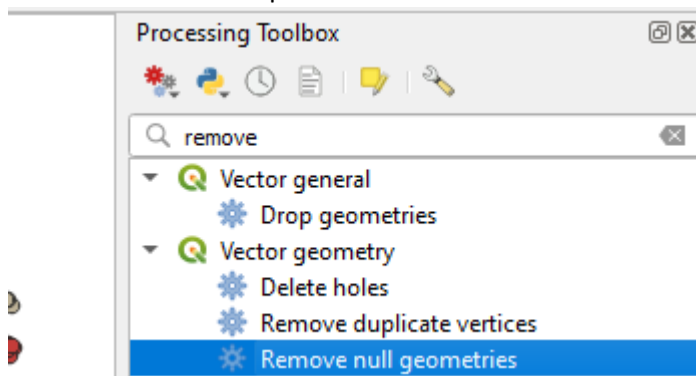 Processing Toolbox
remove
Vector general
Drop geometries
Vector geometry
Delete holes
Remove duplicate vertices
Remove null geometries